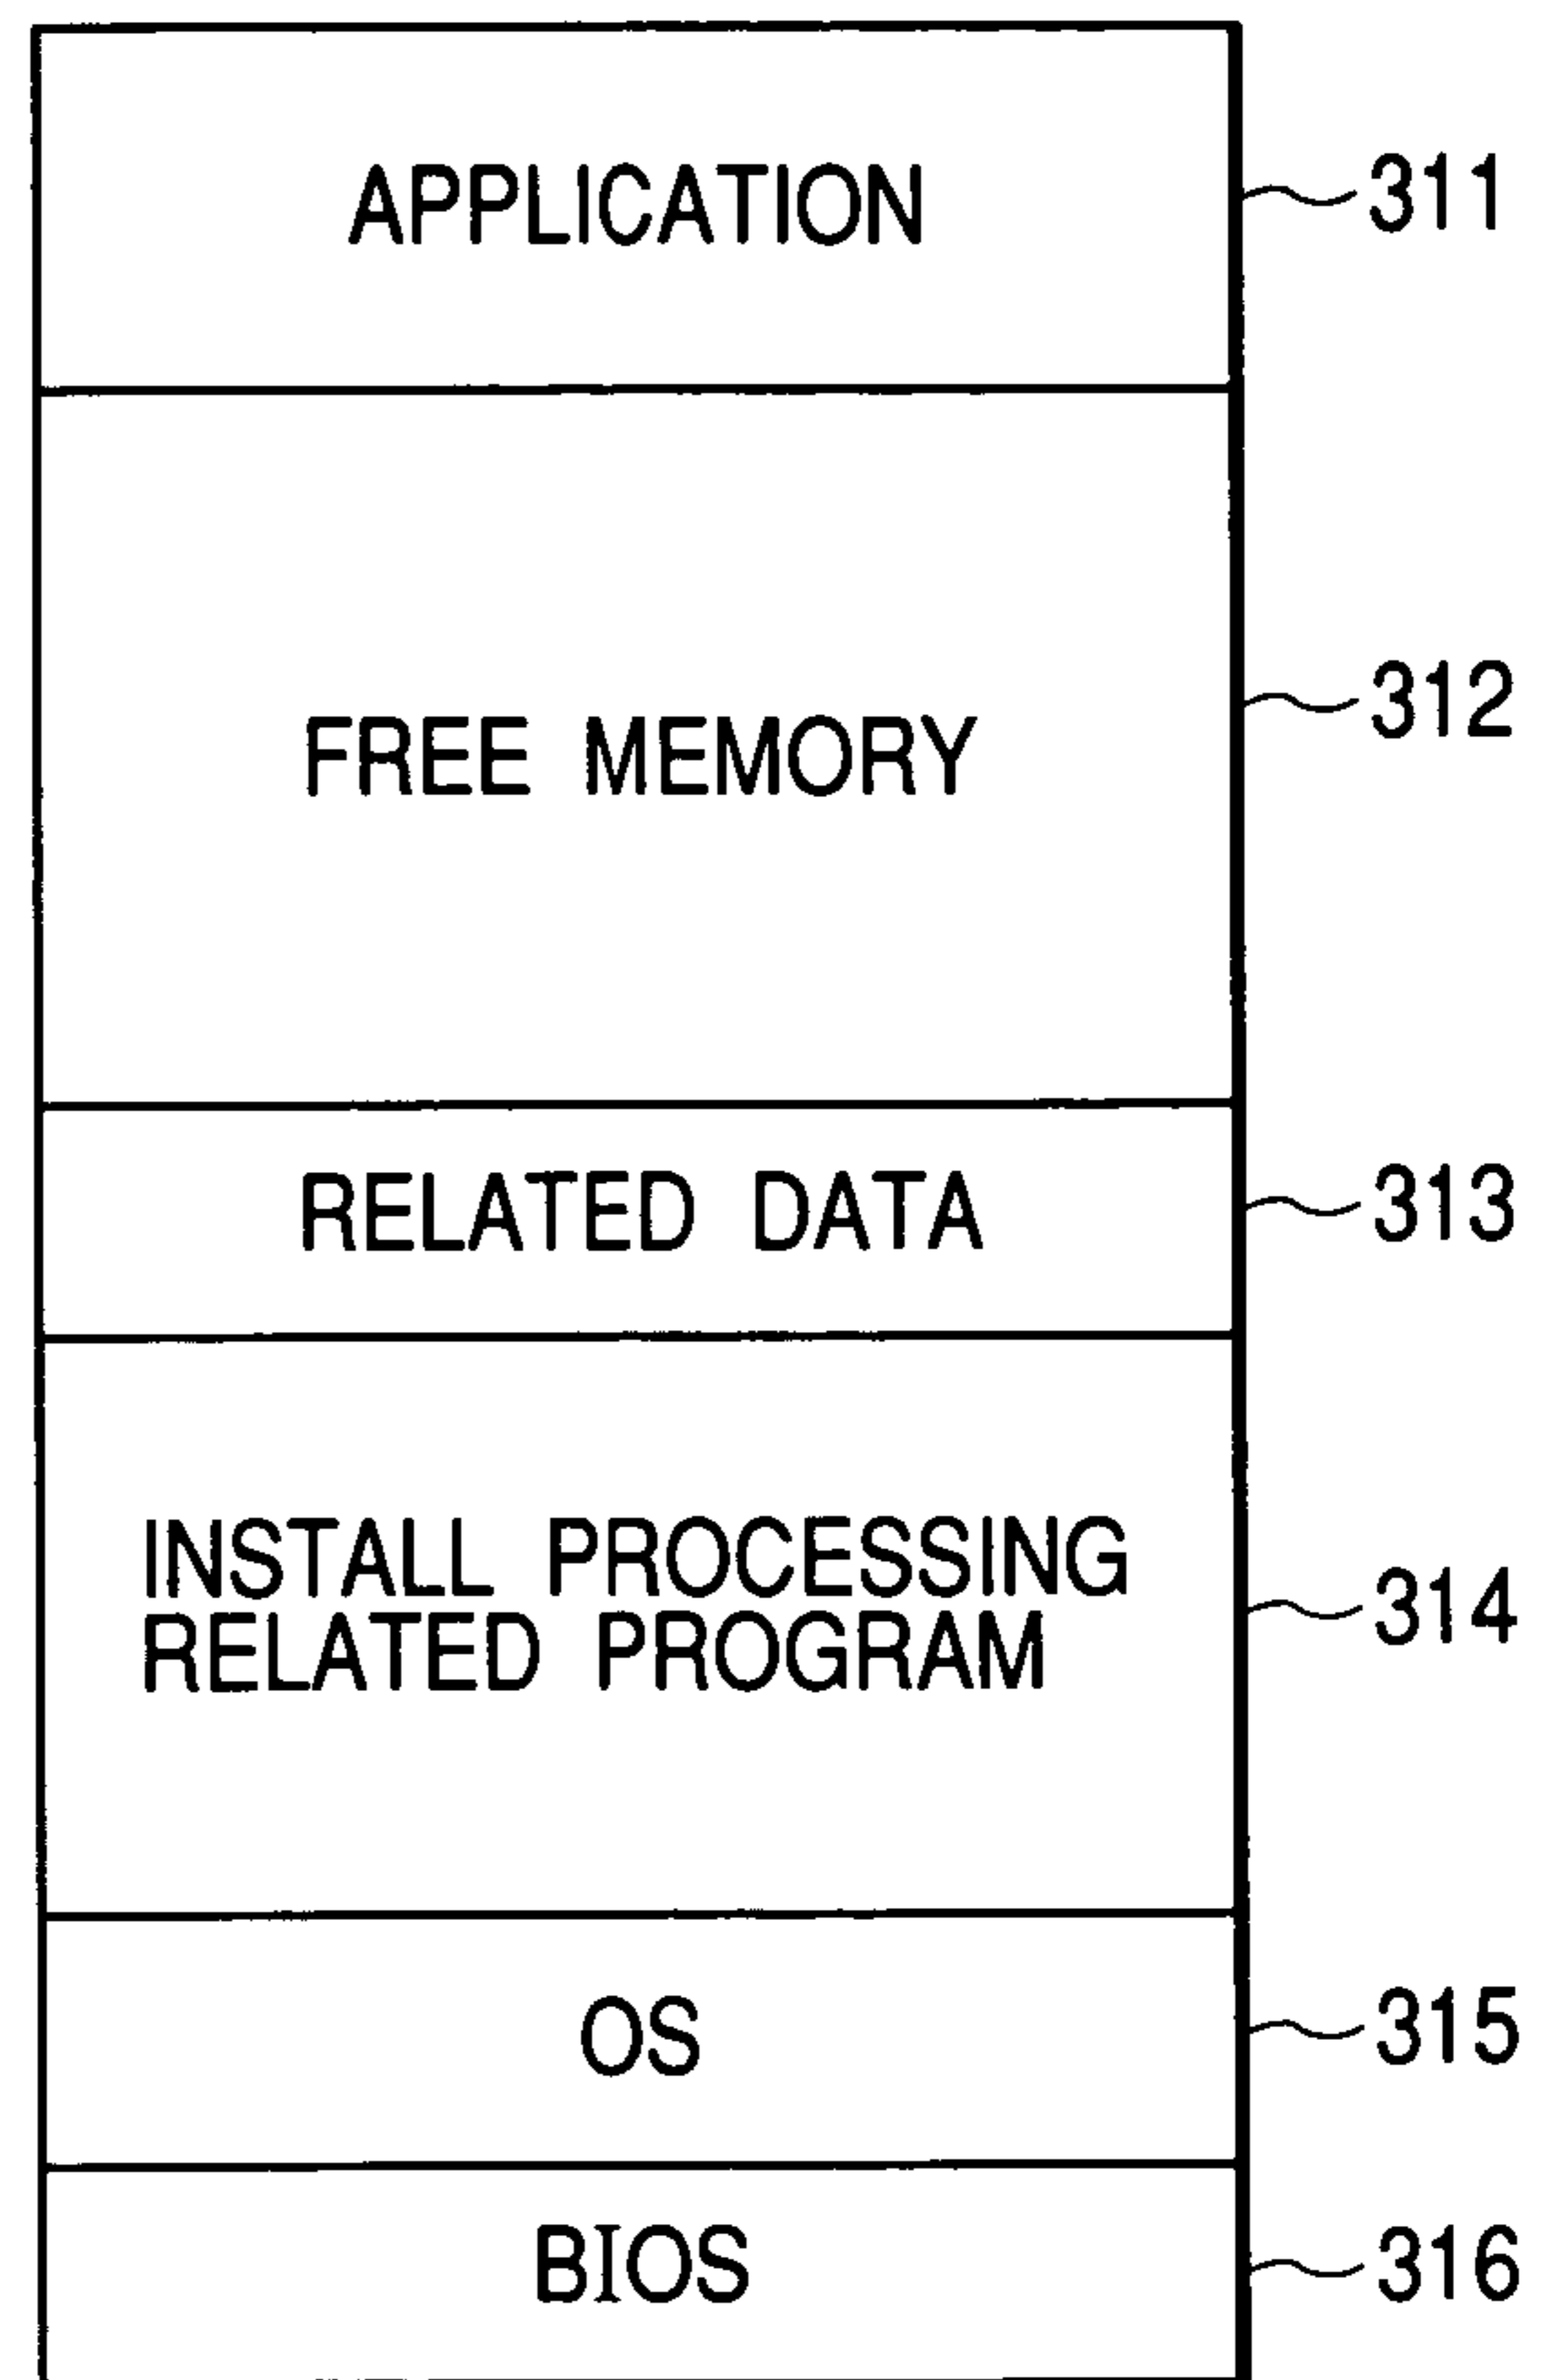 APPLICATION
311
FREE MEMORY
312
RELATED DATA
313
INSTALL PROCESSING
RELATED PROGRAM
314
OS
315
BIOS
316